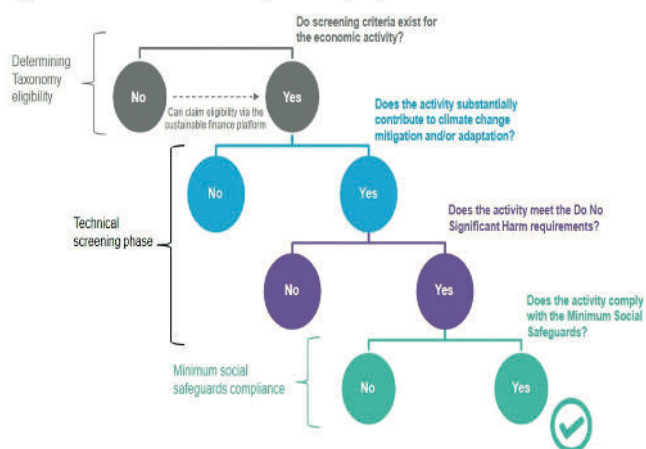 Do screening criteria exist for
the economic activity?
Determining
Taxonomy
eligibility
No
Yes
Can claim eligibility via the
sustainable finance platform
Does the activity substantially
contribute to climate change
mitigation and/or adaptation?
No
Yes
Technical
screening phase
Does the activity meet the Do No
Significant Harm requirements?
No
Yes
Does the activity comply
with the Minimum Social
Safeguards?
Minimum social
safeguards compliance
No
Yes